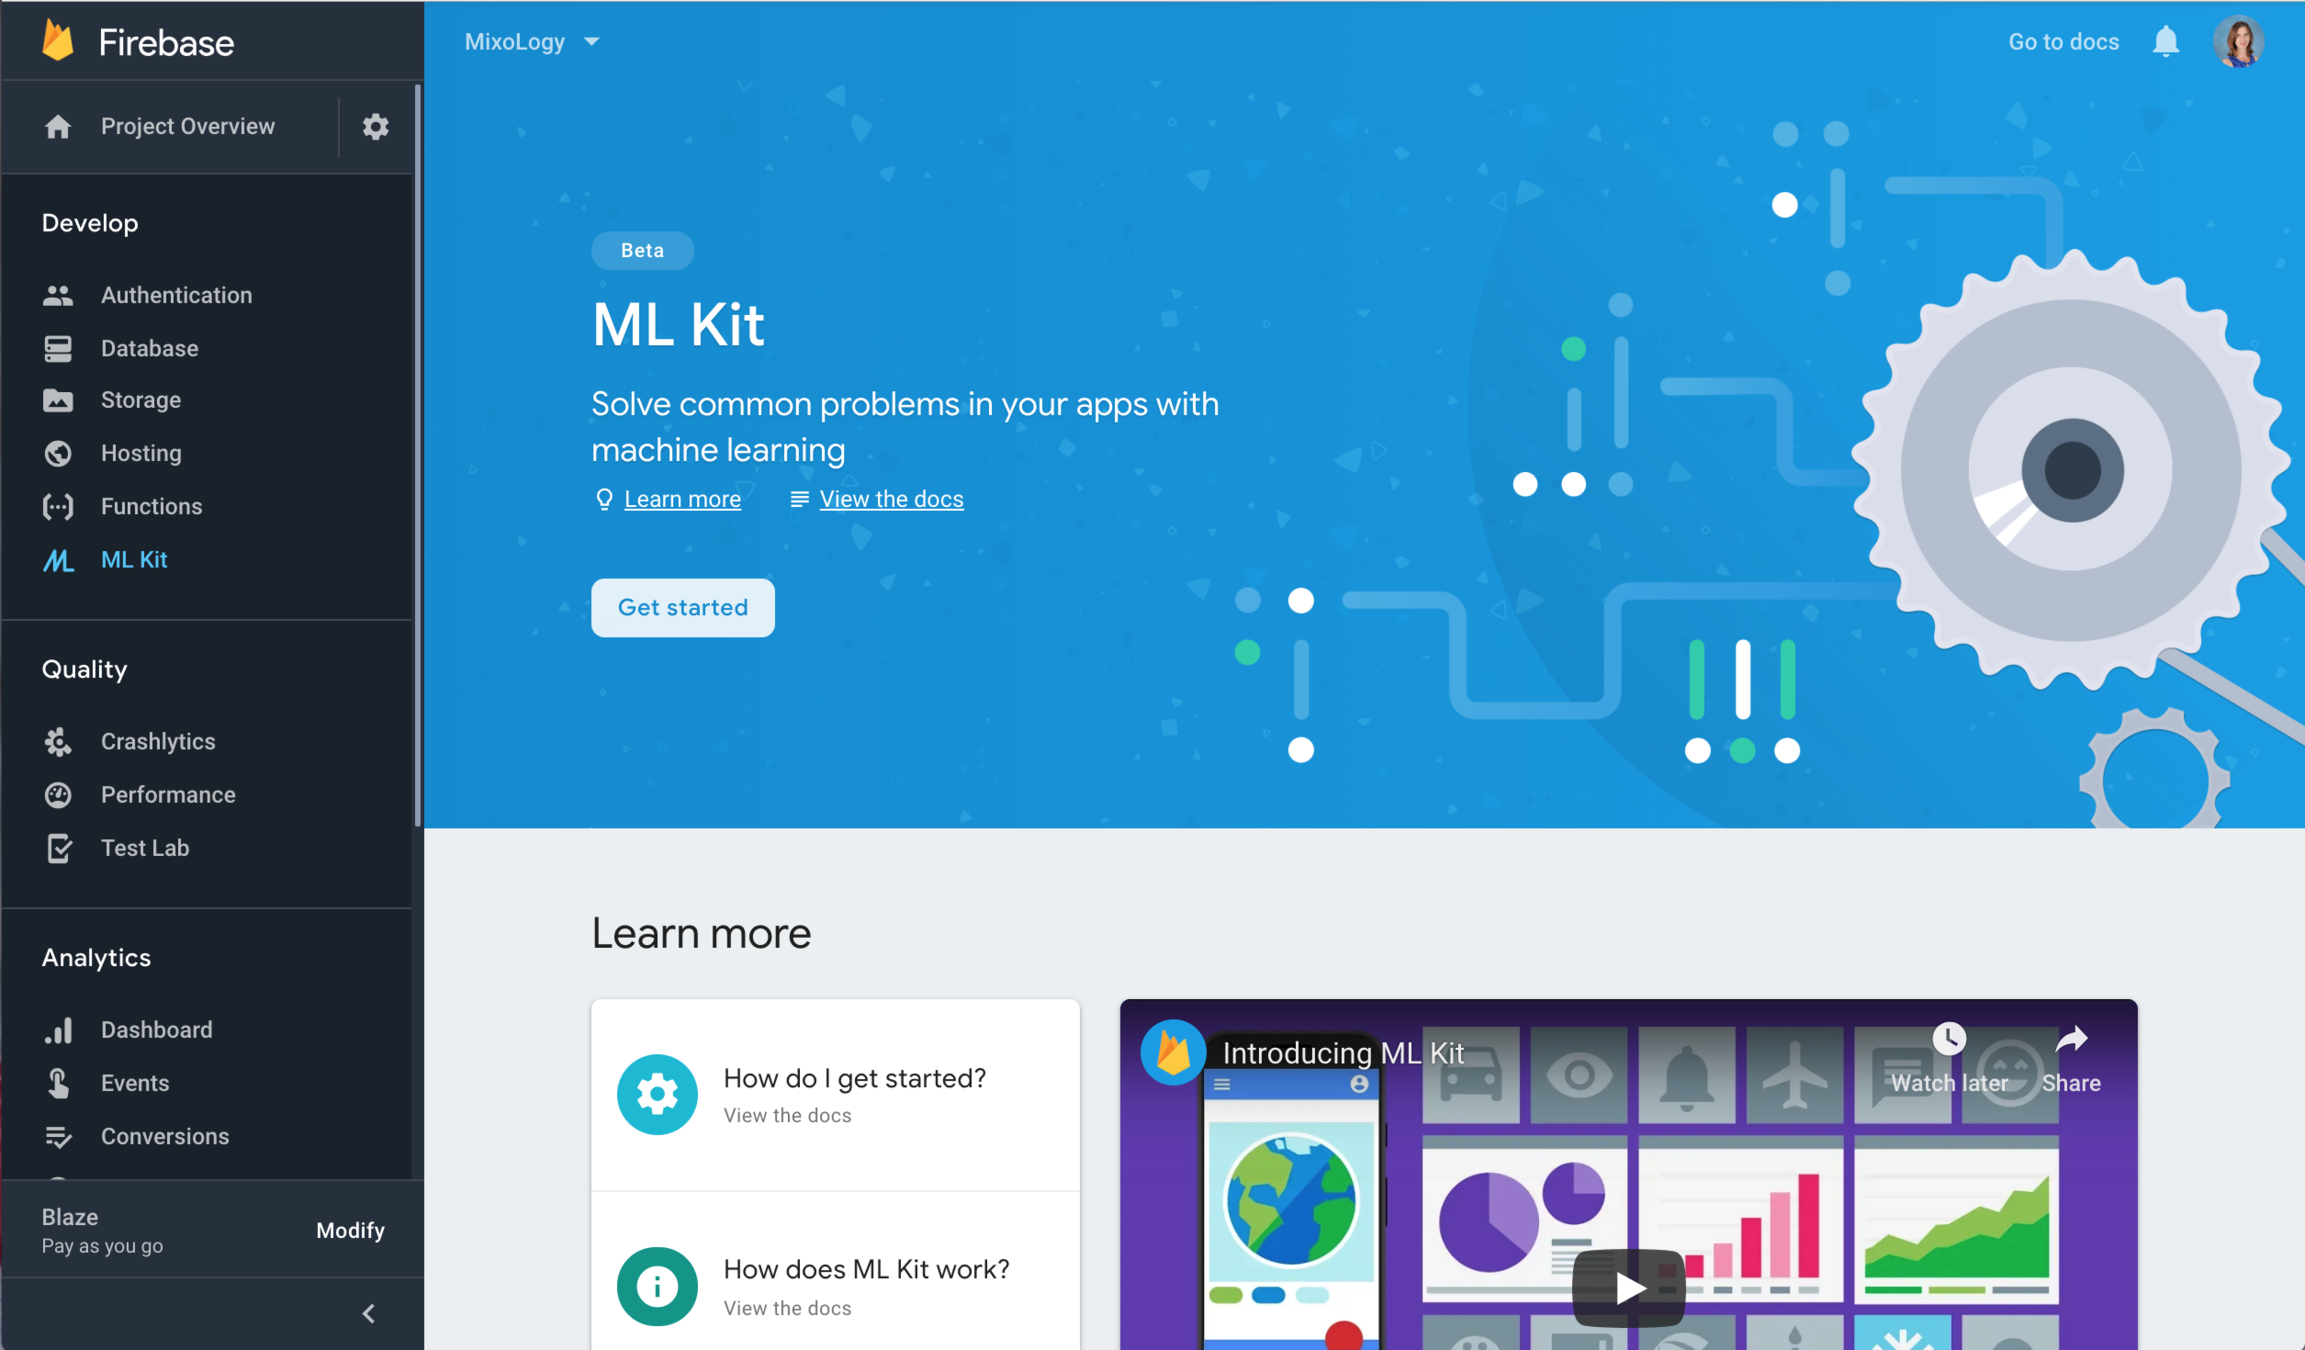 Firebase
MixoLogy
Go to docs
Project Overview
Develop
Authentication
Database
Storage
Hosting
Functions
ML ML Kit
Quality
Crashlytics
Performance
Test Lab
Analytics
Dashboard
Events
Conversions
Blaze
Pay as you go
Modify
Beta
ML Kit
Solve common problems in your apps with
machine learning
Learn more View the docs
Get started
Learn more
How do I get started?
View the docs
How does ML Kit work?
View the docs
Introducing ML Kit
Watch later Share